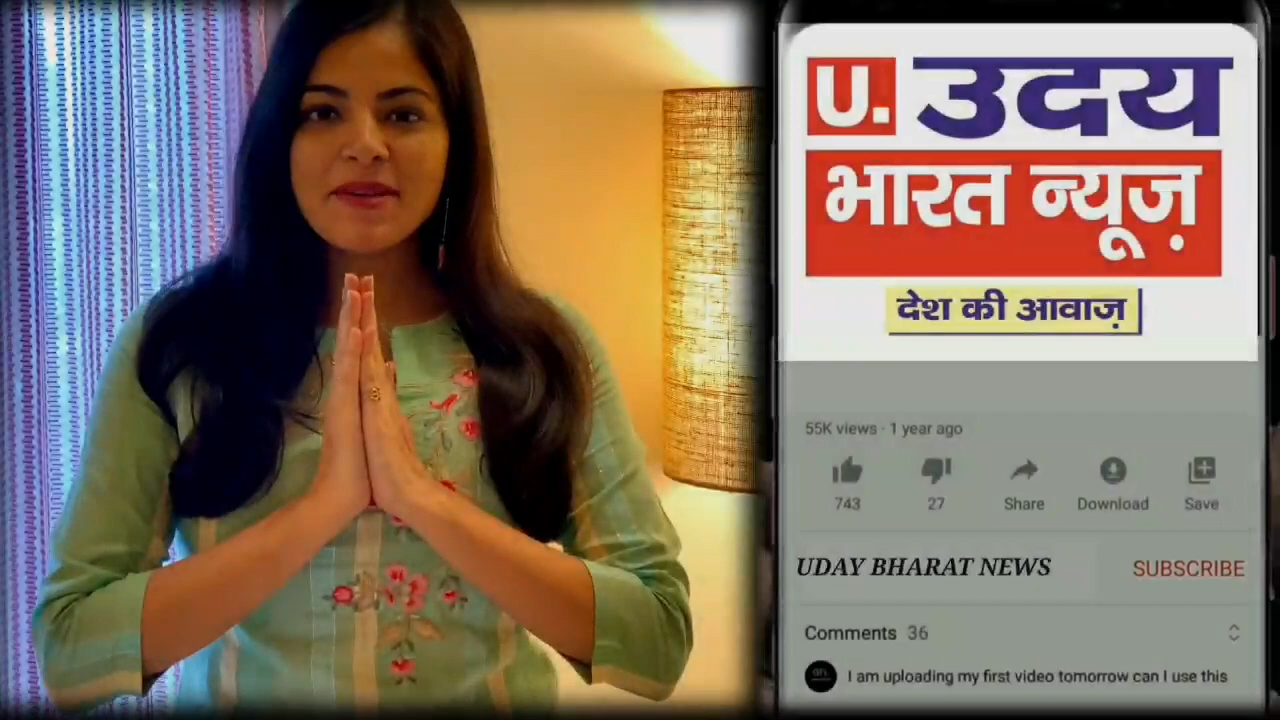 U. उदय
भारत न्यूज़
देश की आवाज़
55K views · 1 year ago
743
27
Share
Download
Save
UDAY BHARAT NEWS
SUBSCRIBE
Comments 36
I am uploading my first video tomorrow can I use this